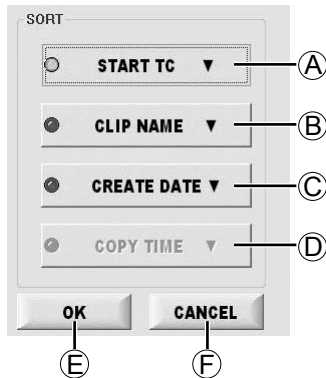 SORT
START TC ▼ A
CLIP NAME ▼ B
CREATE DATE ▼ C
COPY TIME ▼ D
OK CANCEL
E F